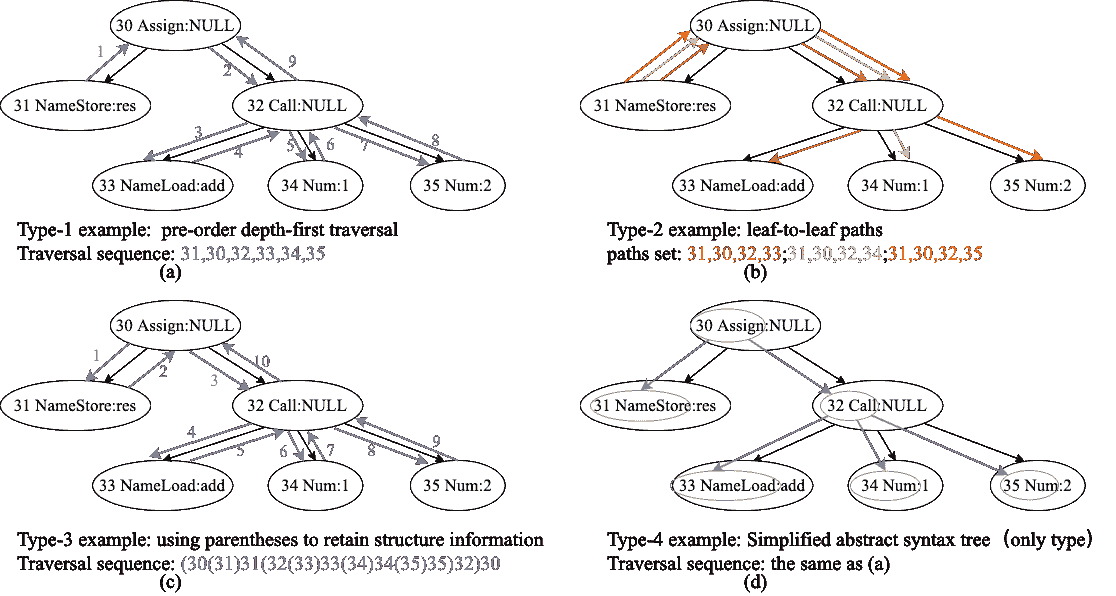 30 Assign:NULL
1
2
9
31 NameStore:res
32 Call:NULL
3
4
5
6
7
8
33 NameLoad:add
34 Num:1
35 Num:2
Type-1 example: pre-order depth-first traversal
Traversal sequence: 31,30,32,33,34,35
(a)
30 Assign:NULL
31 NameStore:res
32 Call:NULL
33 NameLoad:add
34 Num:1
35 Num:2
Type-2 example: leaf-to-leaf paths
paths set: 31,30,32,33;31,30,32,34;31,30,32,35
(b)
30 Assign:NULL
1
2
3
10
31 NameStore:res
32 Call:NULL
4
5
6
7
8
9
33 NameLoad:add
34 Num:1
35 Num:2
Type-3 example: using parentheses to retain structure information
Traversal sequence: (30(31)31(32(33)33(34)34(35)35)32)30
(c)
30 Assign:NULL
31 NameStore:res
32 Call:NULL
33 NameLoad:add
34 Num:1
35 Num:2
Type-4 example: Simplified abstract syntax tree（only type）
Traversal sequence: the same as (a)
(d)